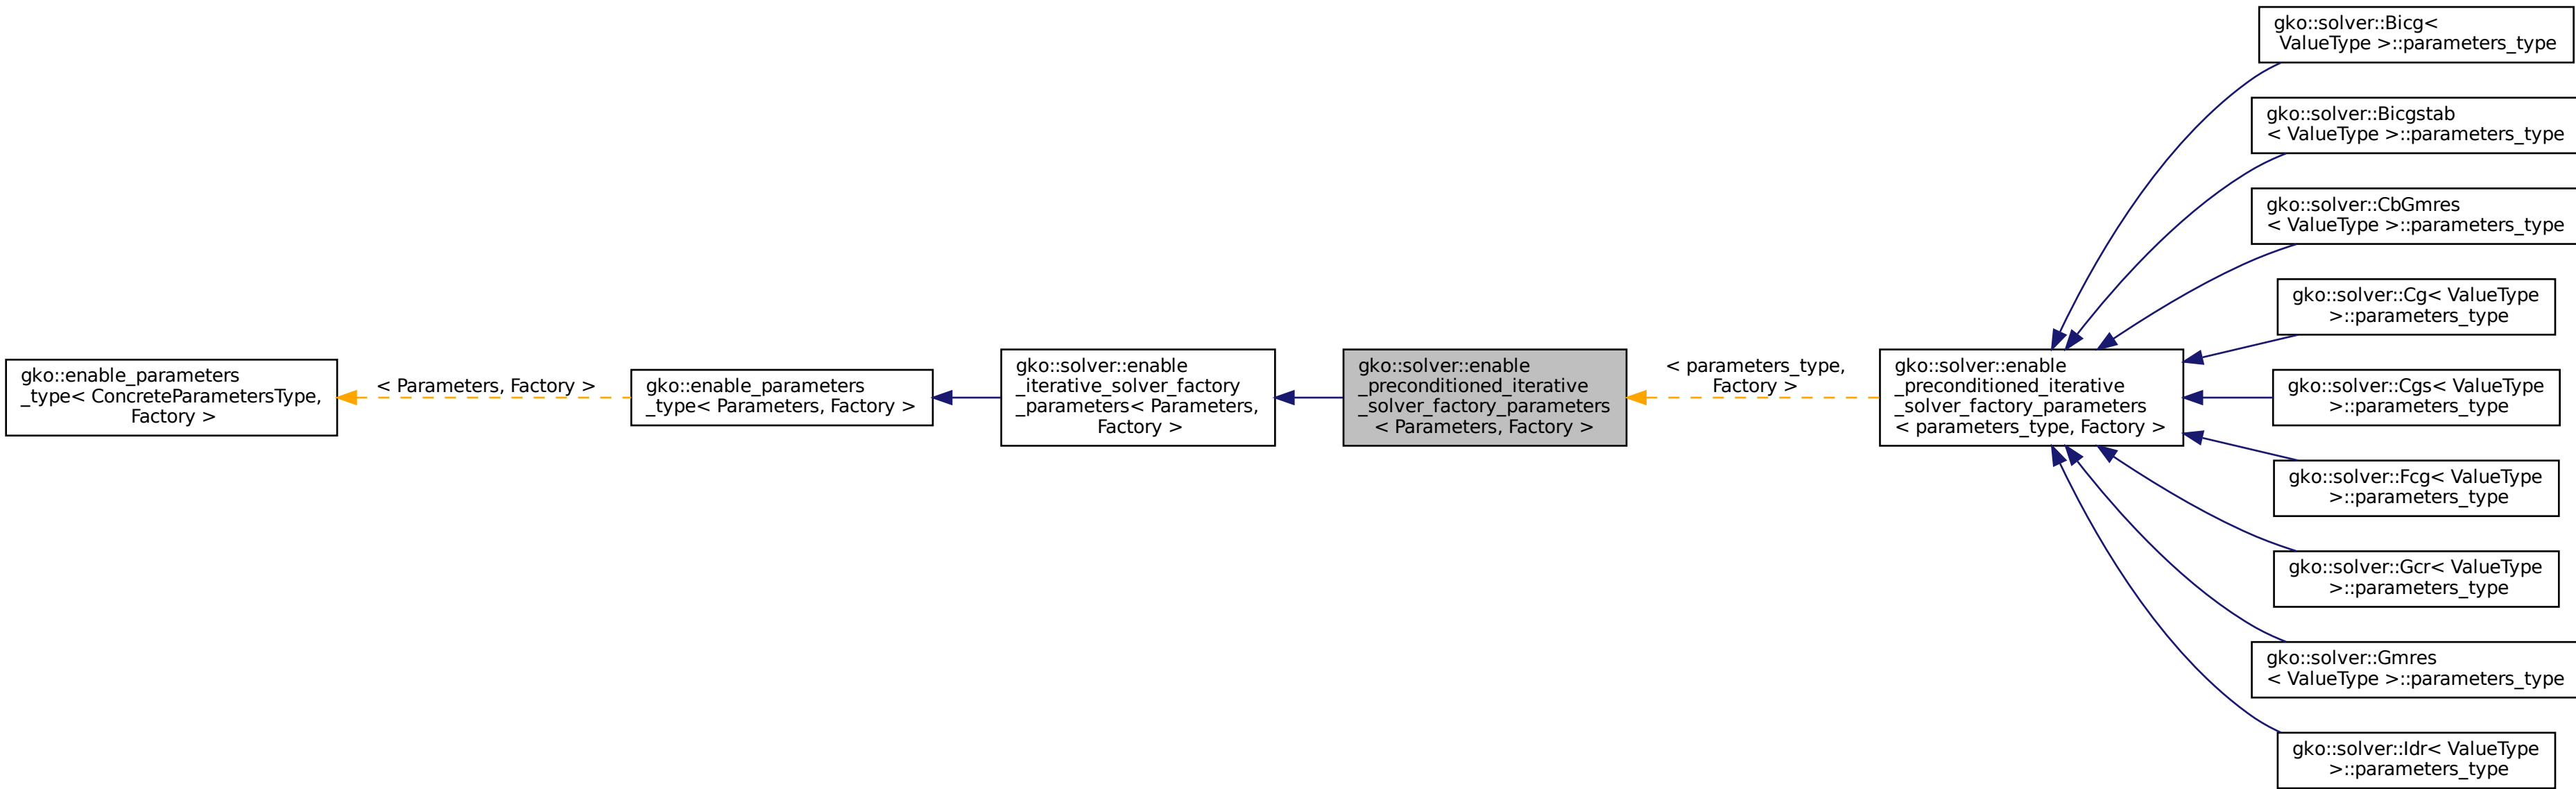 gko::enable_parameters
_type< ConcreteParametersType,
Factory >
< Parameters, Factory >
gko::enable_parameters
_type< Parameters, Factory >
gko::solver::enable
_iterative_solver_factory
_parameters< Parameters,
Factory >
gko::solver::enable
_preconditioned_iterative
_solver_factory_parameters
< Parameters, Factory >
< parameters_type,
Factory >
gko::solver::enable
_preconditioned_iterative
_solver_factory_parameters
< parameters_type, Factory >
gko::solver::Bicg<
ValueType >::parameters_type
gko::solver::Bicgstab
< ValueType >::parameters_type
gko::solver::CbGmres
< ValueType >::parameters_type
gko::solver::Cg< ValueType
>::parameters_type
gko::solver::Cgs< ValueType
>::parameters_type
gko::solver::Fcg< ValueType
>::parameters_type
gko::solver::Gcr< ValueType
>::parameters_type
gko::solver::Gmres
< ValueType >::parameters_type
gko::solver::Idr< ValueType
>::parameters_type